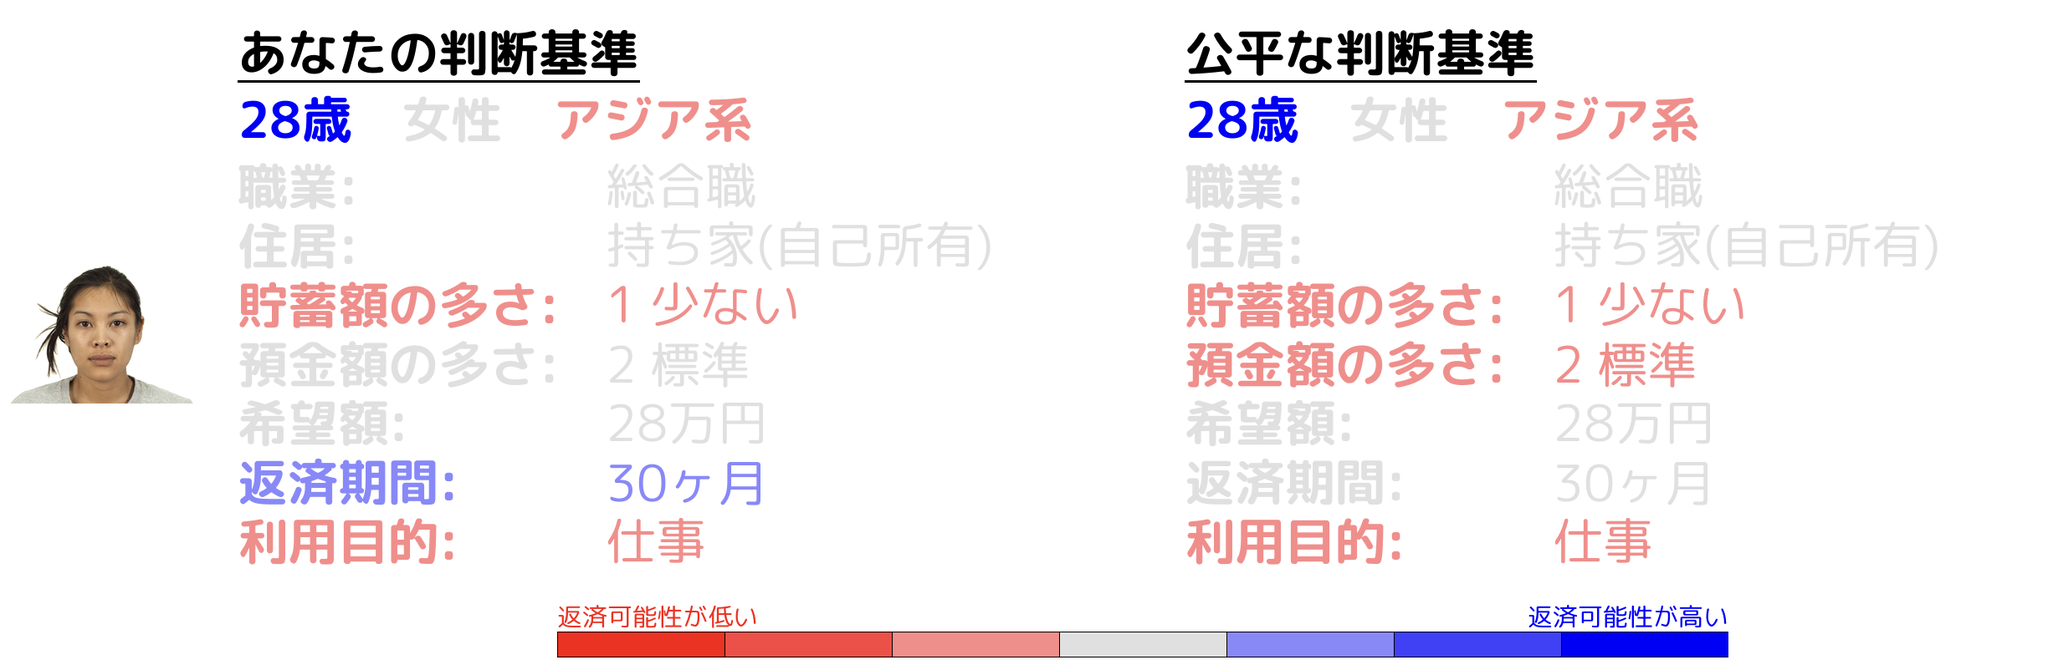 あなたの判断基準
28歳 女性 アジア系
職業: 総合職
住居: 持ち家(自己所有)
貯蓄額の多さ: 1 少ない
預金額の多さ: 2 標準
希望額: 28万円
返済期間: 30ヶ月
利用目的: 仕事
公平な判断基準
28歳 女性 アジア系
職業: 総合職
住居: 持ち家(自己所有)
貯蓄額の多さ: 1 少ない
預金額の多さ: 2 標準
希望額: 28万円
返済期間: 30ヶ月
利用目的: 仕事
返済可能性が低い 返済可能性が高い